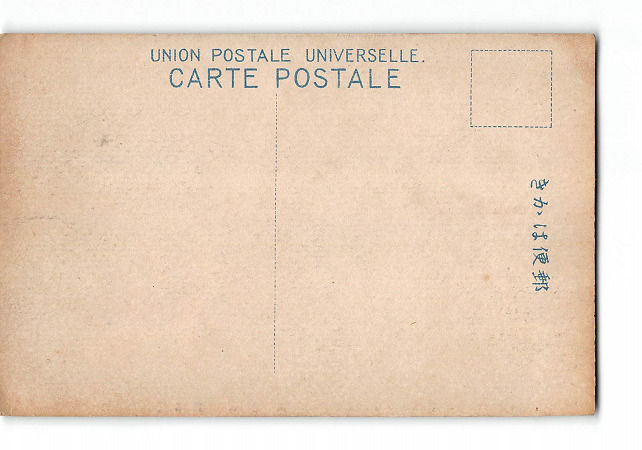 UNION POSTALE UNIVERSELLE.
CARTE POSTALE
きかは便郵